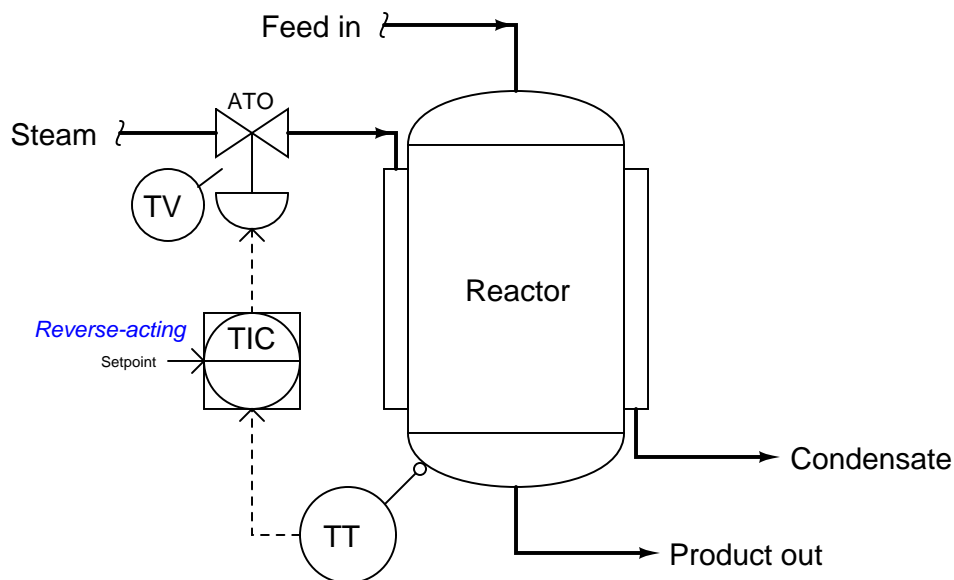 Feed in
ATO
Steam
TV
Reactor
Reverse-acting
TIC
Setpoint
Condensate
TT
Product out